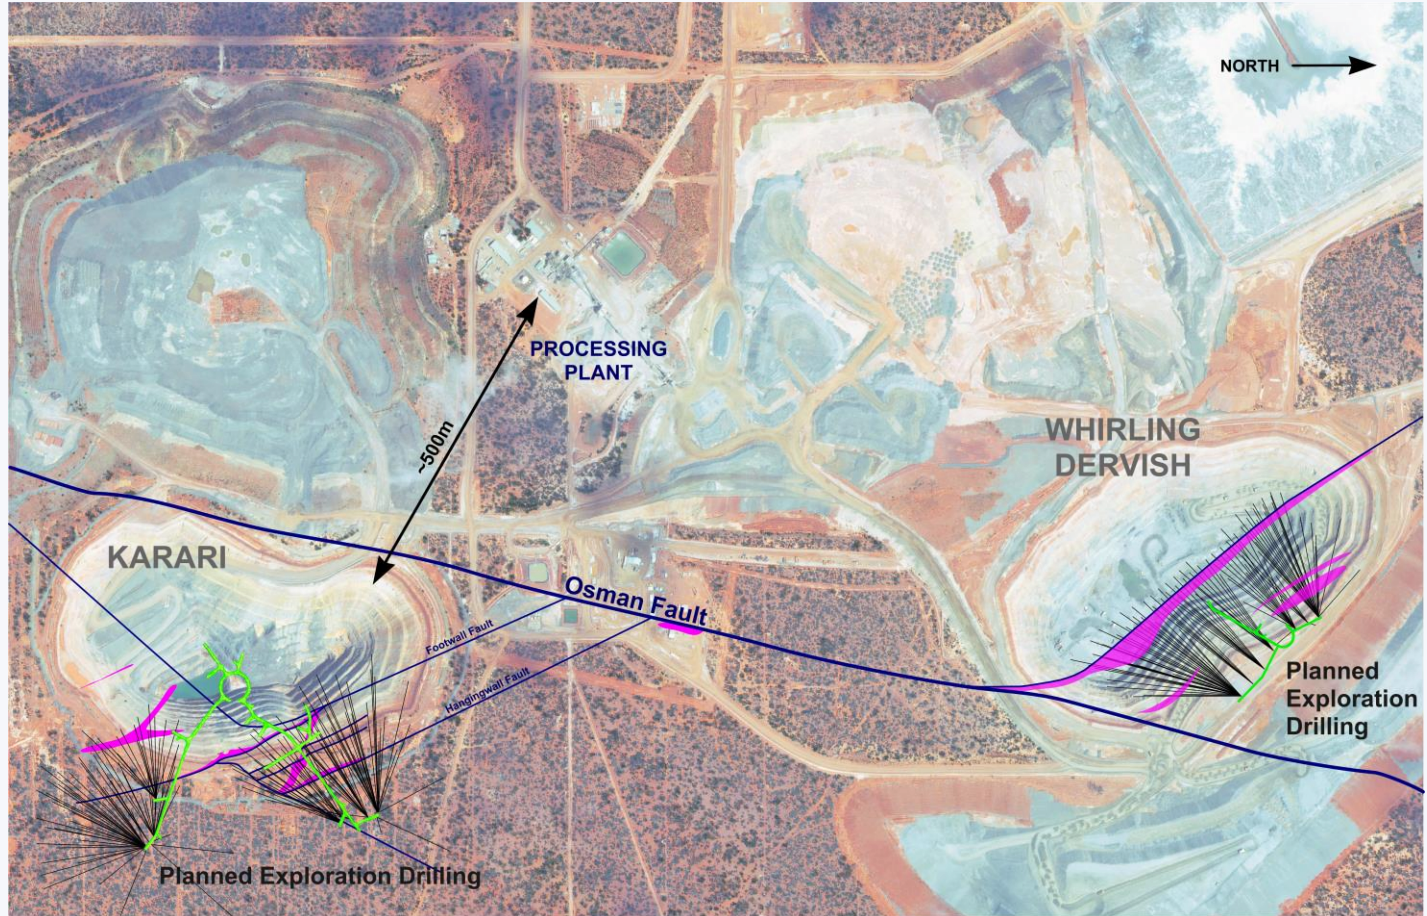 NORTH
PROCESSING
PLANT
~500m
WHIRLING
DERVISH
KARARI
Osman Fault
Footwall Fault
Hangingwall Fault
Planned
Exploration
Drilling
Planned Exploration Drilling